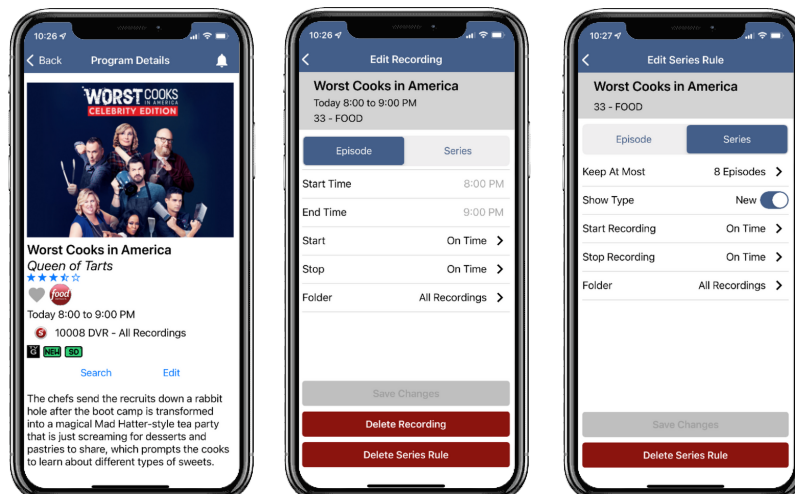 10:26
Back
Program Details
WORST COOKS
IN AMERICA
CELEBRITY EDITION
Worst Cooks in America
Queen of Tarts
food
Today 8:00 to 9:00 PM
S
10008 DVR - All Recordings
TV G NEW SD
Search
Edit
The chefs send the recruits down a rabbit
hole after the boot camp is transformed
into a magical Mad Hatter-style tea party
that is just screaming for desserts and
pastries to share, which prompts the cooks
to learn about different types of sweets.
10:26
Edit Recording
Worst Cooks in America
Today 8:00 to 9:00 PM
33 - FOOD
Episode
Series
Start Time 8:00 PM
End Time 9:00 PM
Start On Time
Stop On Time
Folder All Recordings
Save Changes
Delete Recording
Delete Series Rule
10:27
Edit Series Rule
Worst Cooks in America
33 - FOOD
Episode
Series
Keep At Most 8 Episodes
Show Type New
Start Recording On Time
Stop Recording On Time
Folder All Recordings
Save Changes
Delete Series Rule